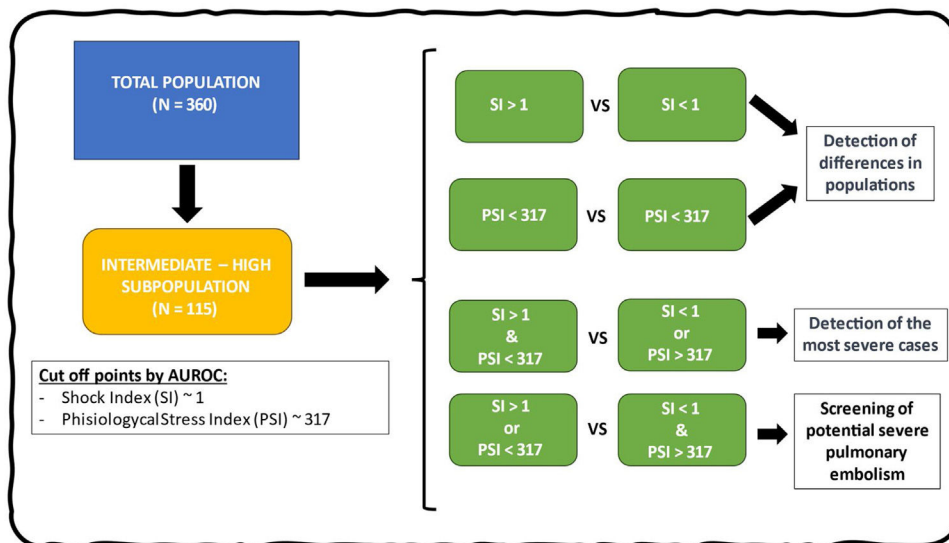 TOTAL POPULATION
(N = 360)
INTERMEDIATE – HIGH
SUBPOPULATION
(N = 115)
Cut off points by AUROC:
- Shock Index (SI) ~ 1
- PhisiologycalStress Index (PSI) ~ 317
SI > 1
VS
SI < 1
PSI < 317
VS
PSI < 317
Detection of
differences in
populations
SI > 1
&
PSI < 317
VS
SI < 1
or
PSI > 317
Detection of the
most severe cases
SI > 1
or
PSI < 317
VS
SI < 1
&
PSI > 317
Screening of
potential severe
pulmonary
embolism